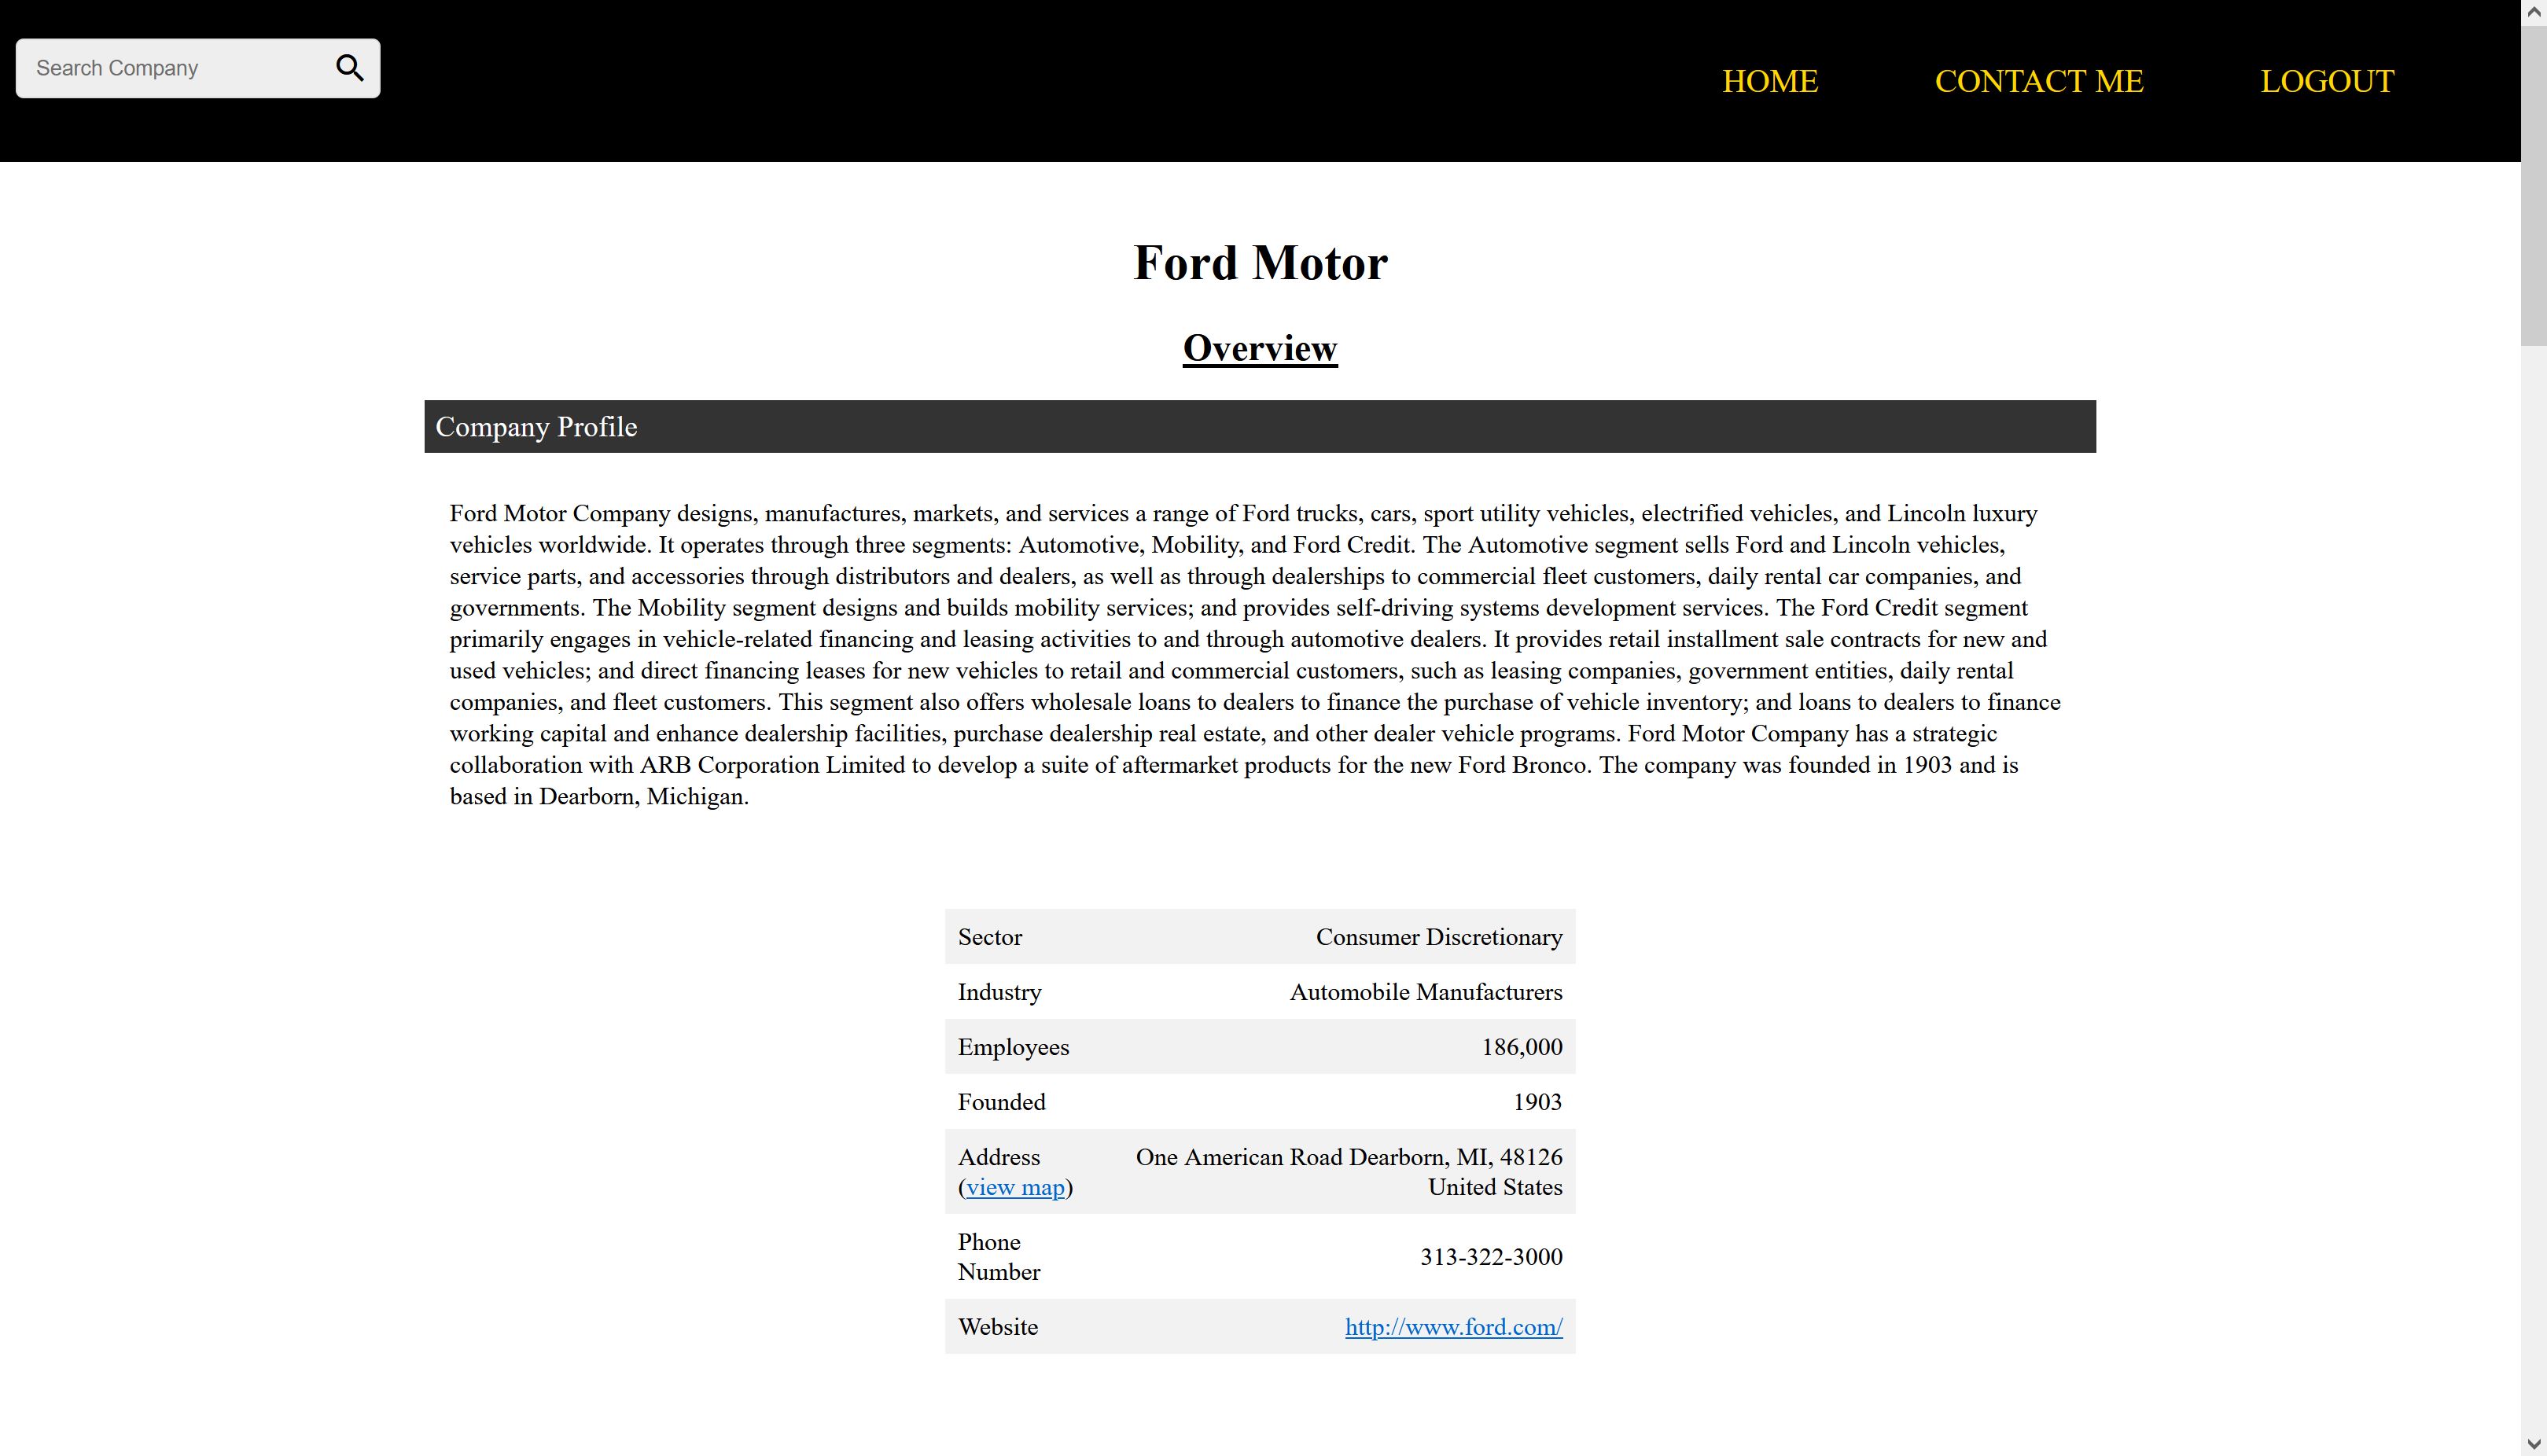 Search Company
HOME CONTACT ME LOGOUT
Ford Motor
Overview
Company Profile
Ford Motor Company designs, manufactures, markets, and services a range of Ford trucks, cars, sport utility vehicles, electrified vehicles, and Lincoln luxury
vehicles worldwide. It operates through three segments: Automotive, Mobility, and Ford Credit. The Automotive segment sells Ford and Lincoln vehicles,
service parts, and accessories through distributors and dealers, as well as through dealerships to commercial fleet customers, daily rental car companies, and
governments. The Mobility segment designs and builds mobility services; and provides self-driving systems development services. The Ford Credit segment
primarily engages in vehicle-related financing and leasing activities to and through automotive dealers. It provides retail installment sale contracts for new and
used vehicles; and direct financing leases for new vehicles to retail and commercial customers, such as leasing companies, government entities, daily rental
companies, and fleet customers. This segment also offers wholesale loans to dealers to finance the purchase of vehicle inventory; and loans to dealers to finance
working capital and enhance dealership facilities, purchase dealership real estate, and other dealer vehicle programs. Ford Motor Company has a strategic
collaboration with ARB Corporation Limited to develop a suite of aftermarket products for the new Ford Bronco. The company was founded in 1903 and is
based in Dearborn, Michigan.
Sector Consumer Discretionary
Industry Automobile Manufacturers
Employees 186,000
Founded 1903
Address One American Road Dearborn, MI, 48126
(view map) United States
Phone
Number 313-322-3000
Website http://www.ford.com/